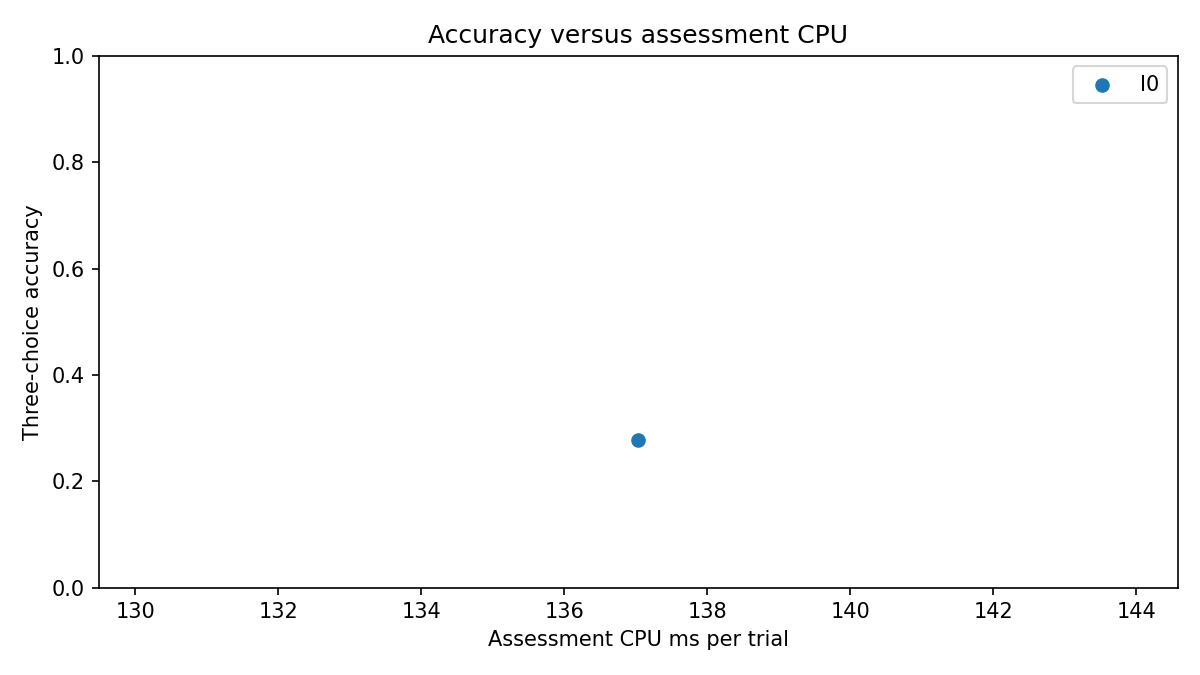 Accuracy versus assessment CPU
1.0
0.8
0.6
0.4
0.2
0.0
Three-choice accuracy
I0
130 132 134 136 138 140 142 144
Assessment CPU ms per trial